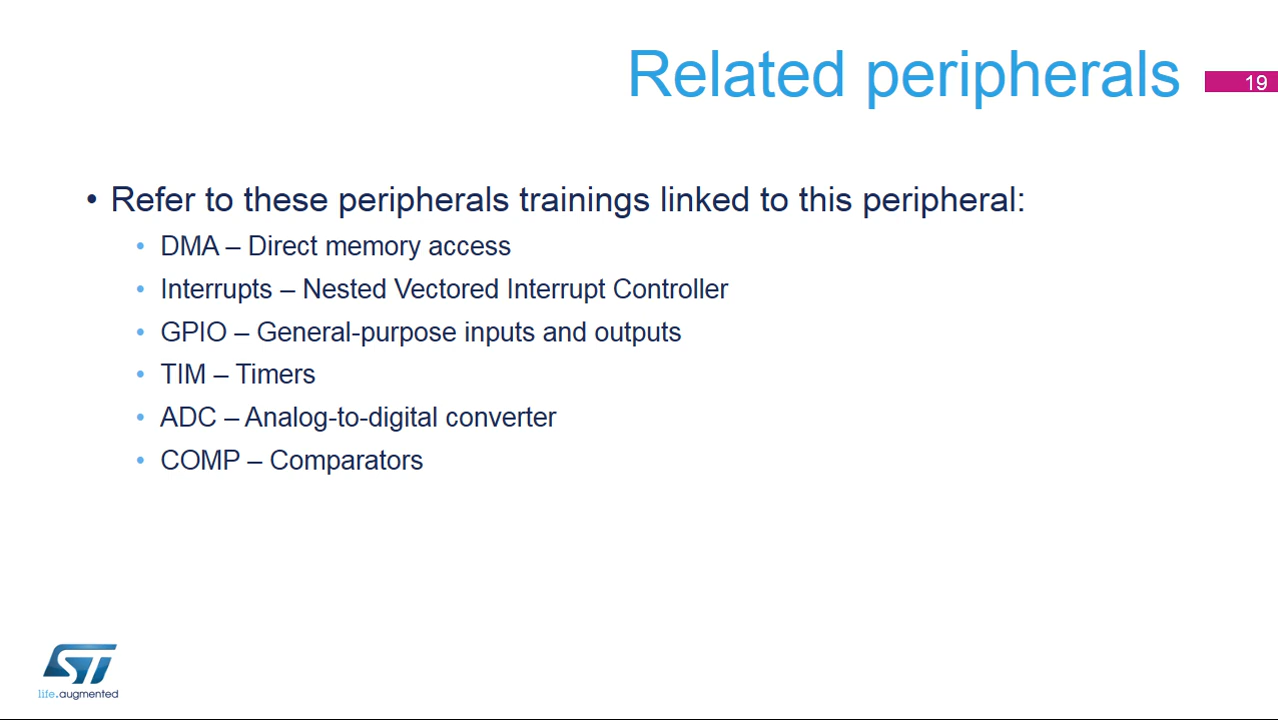 Related peripherals
19
• Refer to these peripherals trainings linked to this peripheral:
• DMA – Direct memory access
• Interrupts – Nested Vectored Interrupt Controller
• GPIO – General-purpose inputs and outputs
• TIM – Timers
• ADC – Analog-to-digital converter
• COMP – Comparators
ST
life.augmented